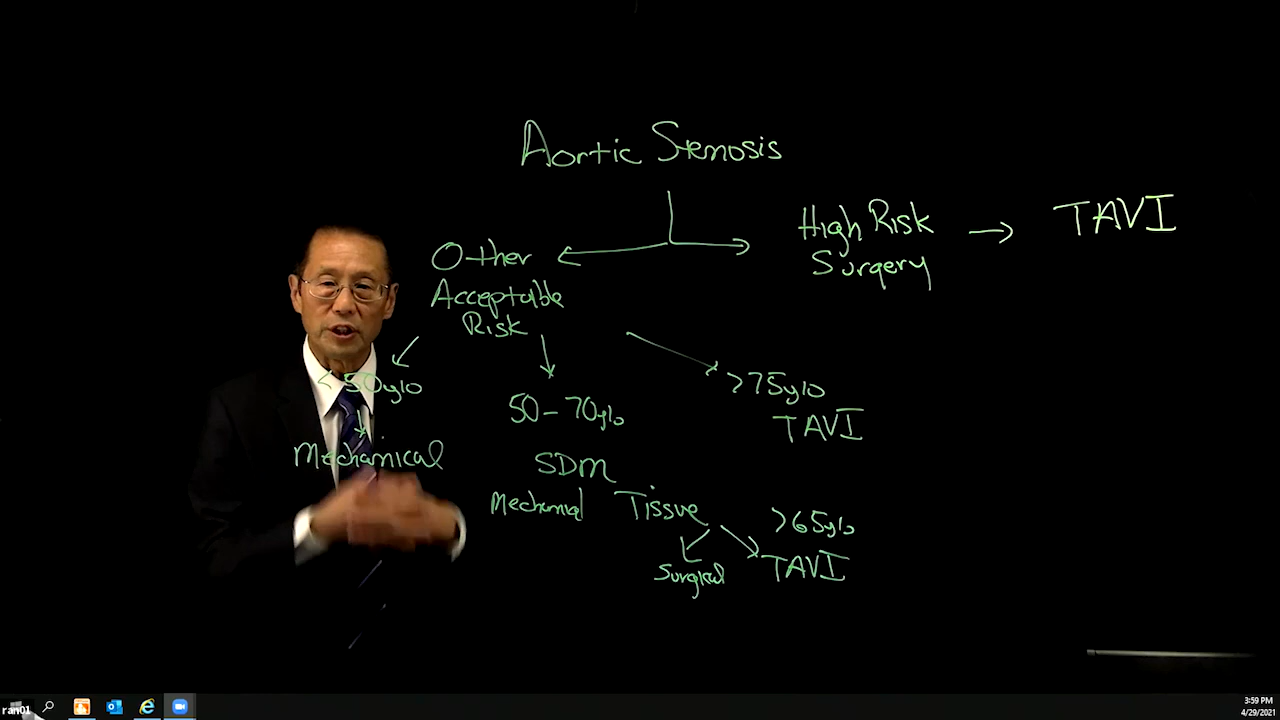 Aortic Stenosis
High Risk
Surgery
TAVI
Other
Acceptable
Risk
< 50y/o
Mechanical
50-70y/o
SDM
Mechanical Tissue
Surgical
>65y/o
TAVI
>75y/o
TAVI
ran01
3:59 PM
4/29/2021